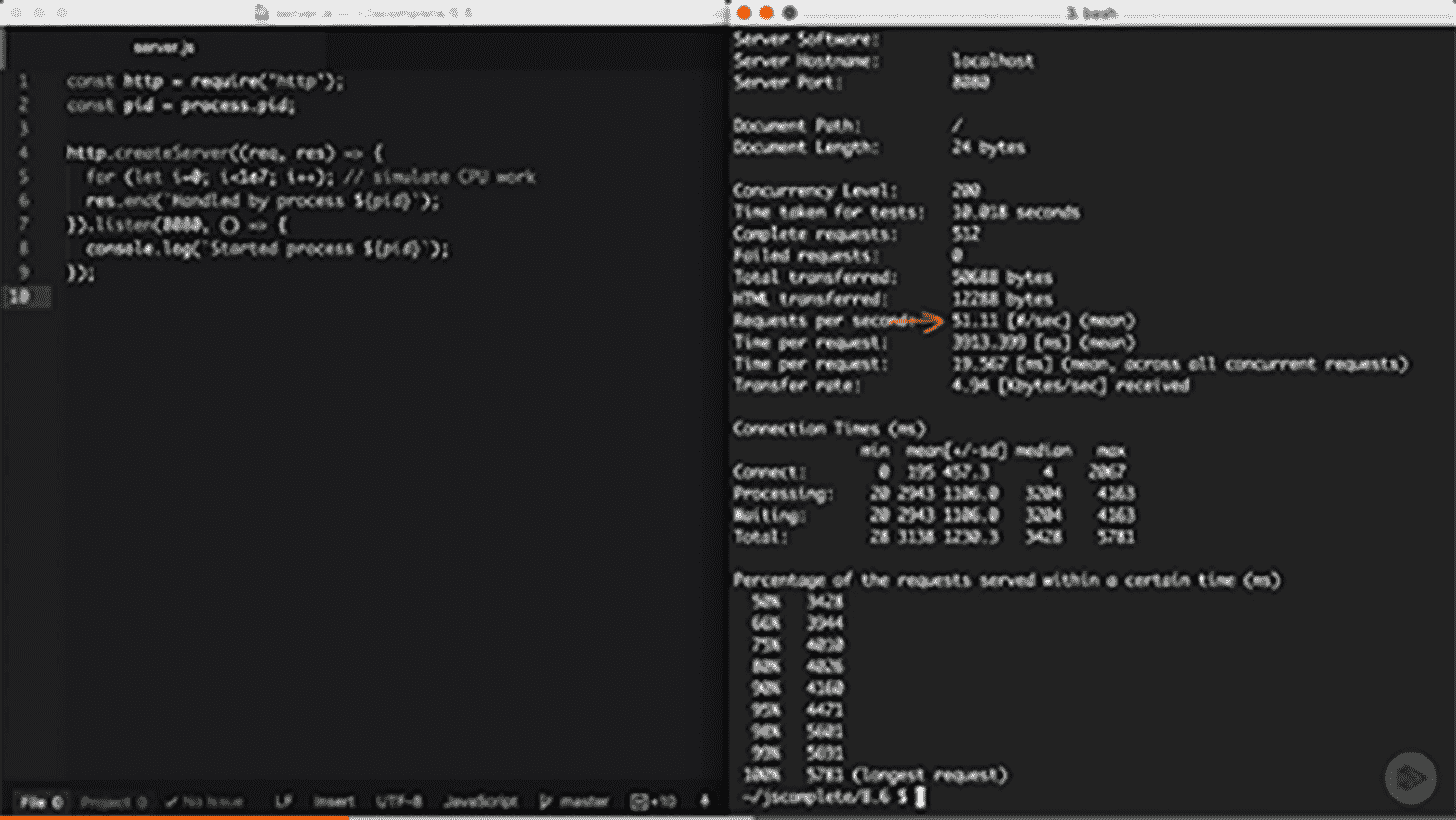 server.js
1 const http = require("http");
2 const pid = process.pid;
3
4 http.createServer((req, res) => {
5 for (let i=0; i<1e7; i++); // simulate CPU work
6 res.end(`Handled by process ${pid}`);
7 }).listen(8080, () => {
8 console.log(`Started process ${pid}`);
9 });
10
File 0 Project 0 ✓ No Issue LF Insert UTF-8 JavaScript master +10
3. bash
Server Software:
Server Hostname: localhost
Server Port: 8080
Document Path: /
Document Length: 24 bytes
Concurrency Level: 200
Time taken for tests: 10.018 seconds
Complete requests: 512
Failed requests: 0
Total transferred: 50688 bytes
HTML transferred: 12288 bytes
Requests per second: 51.11 [#/sec] (mean)
Time per request: 3913.399 [ms] (mean)
Time per request: 19.567 [ms] (mean, across all concurrent requests)
Transfer rate: 4.94 [Kbytes/sec] received
Connection Times (ms)
min mean[+/-sd] median max
Connect: 0 195 457.3 4 2067
Processing: 20 2943 1106.0 3204 4163
Waiting: 20 2943 1106.0 3204 4163
Total: 28 3138 1230.3 3428 5781
Percentage of the requests served within a certain time (ms)
50% 3428
66% 3944
75%
80%
90% 4160
95% 4471
98%
99%
100% 5781 (longest request)
~/jscomplete/8.6 $